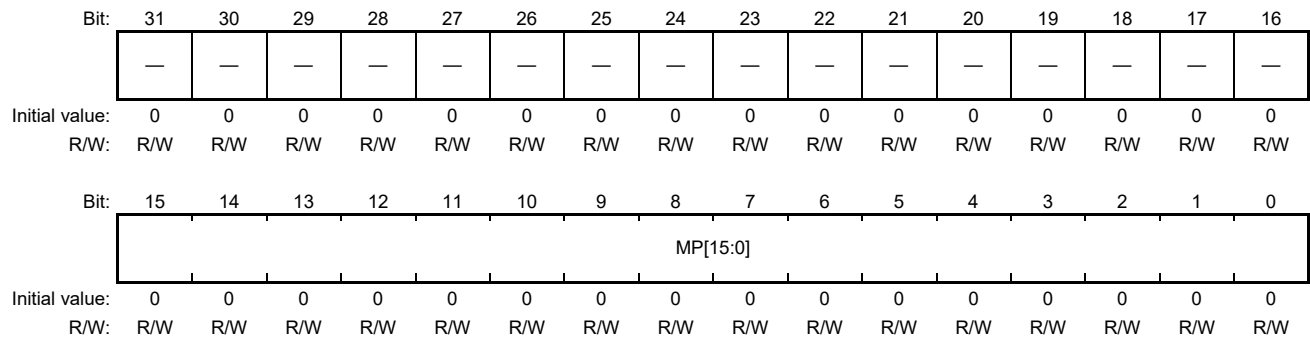 Bit: 31 30 29 28 27 26 25 24 23 22 21 20 19 18 17 16
— — — — — — — — — — — — — — — —
Initial value: 0 0 0 0 0 0 0 0 0 0 0 0 0 0 0 0
R/W: R/W R/W R/W R/W R/W R/W R/W R/W R/W R/W R/W R/W R/W R/W R/W R/W
Bit: 15 14 13 12 11 10 9 8 7 6 5 4 3 2 1 0
MP[15:0]
Initial value: 0 0 0 0 0 0 0 0 0 0 0 0 0 0 0 0
R/W: R/W R/W R/W R/W R/W R/W R/W R/W R/W R/W R/W R/W R/W R/W R/W R/W